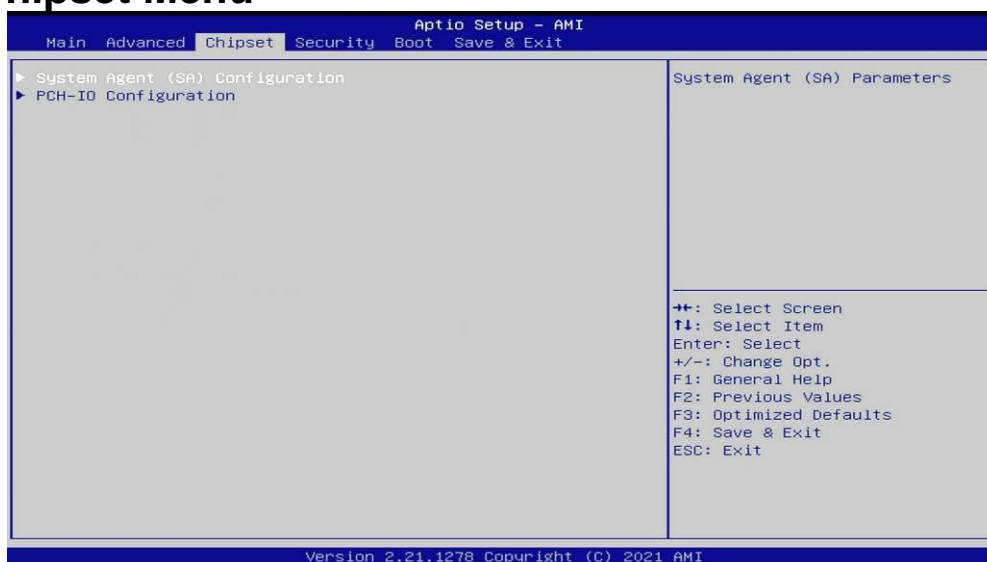 hipset Menu
Aptio Setup – AMI
Main Advanced Chipset Security Boot Save & Exit
► System Agent (SA) Configuration
► PCH-IO Configuration
System Agent (SA) Parameters
→←: Select Screen
↑↓: Select Item
Enter: Select
+/-: Change Opt.
F1: General Help
F2: Previous Values
F3: Optimized Defaults
F4: Save & Exit
ESC: Exit
Version 2.21.1278 Copyright (C) 2021 AMI